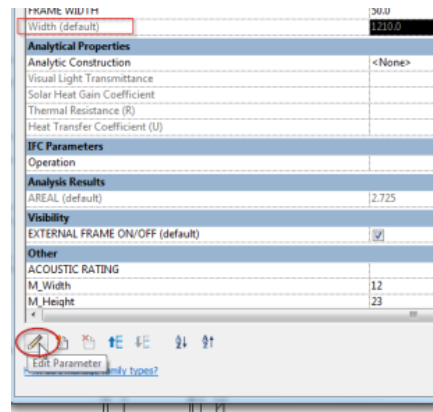 FRAME WIDTH 50.0
Width (default) 1210.0
Analytical Properties
Analytic Construction <None>
Visual Light Transmittance
Solar Heat Gain Coefficient
Thermal Resistance (R)
Heat Transfer Coefficient (U)
IFC Parameters
Operation
Analysis Results
AREAL (default) 2.725
Visibility
EXTERNAL FRAME ON/OFF (default)
Other
ACOUSTIC RATING
M_Width 12
M_Height 23
Edit Parameter
family types?